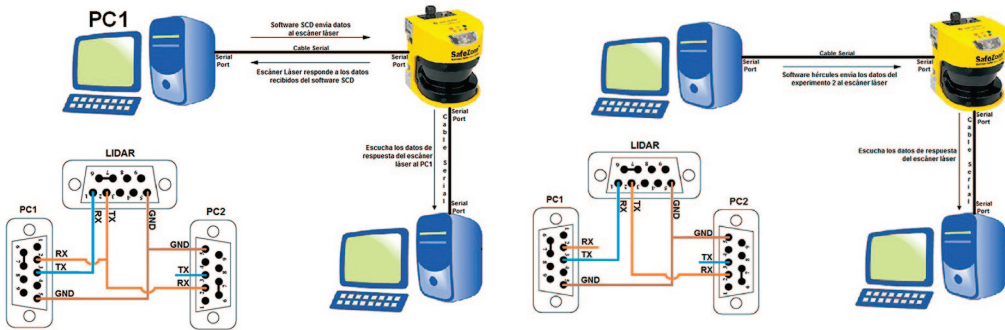 PC1
Software SCD envía datos
al escáner láser
Cable Serial
Serial
Port
Escáner Láser responde a los datos
recibidos del software SCD
SafeZone
Serial
Port
Cable Serial
Escucha los datos de
respuesta del escáner
láser al PC1
Serial
Port
LIDAR
RX
TX
GND
PC1
RX
TX
GND
PC2
GND
TX
RX
Cable Serial
Serial
Port
Serial
Port
Software hércules envía los datos del
experimento 2 al escáner láser
SafeZone
Serial
Port
Cable Serial
Escucha los datos de respuesta
del escáner láser
Serial
Port
LIDAR
RX
TX
GND
PC1
RX
TX
GND
PC2
GND
TX
RX